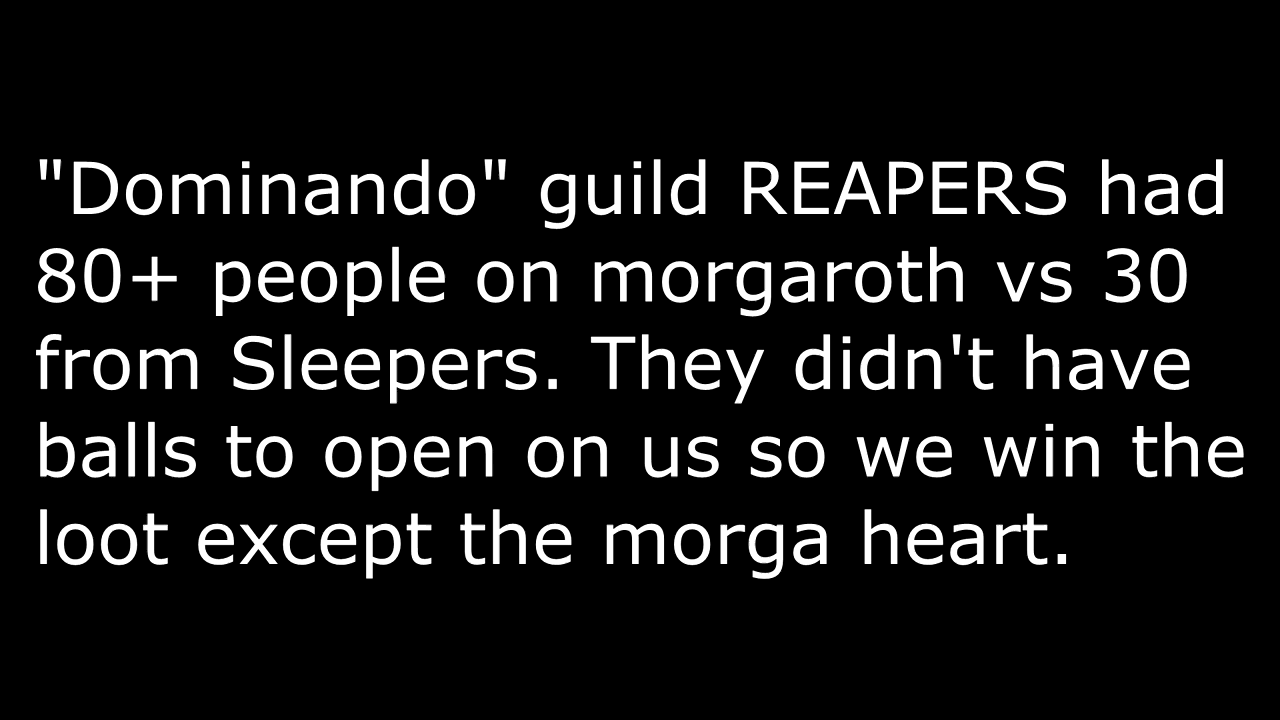 "Dominando" guild REAPERS had
80+ people on morgaroth vs 30
from Sleepers. They didn't have
balls to open on us so we win the
loot except the morga heart.